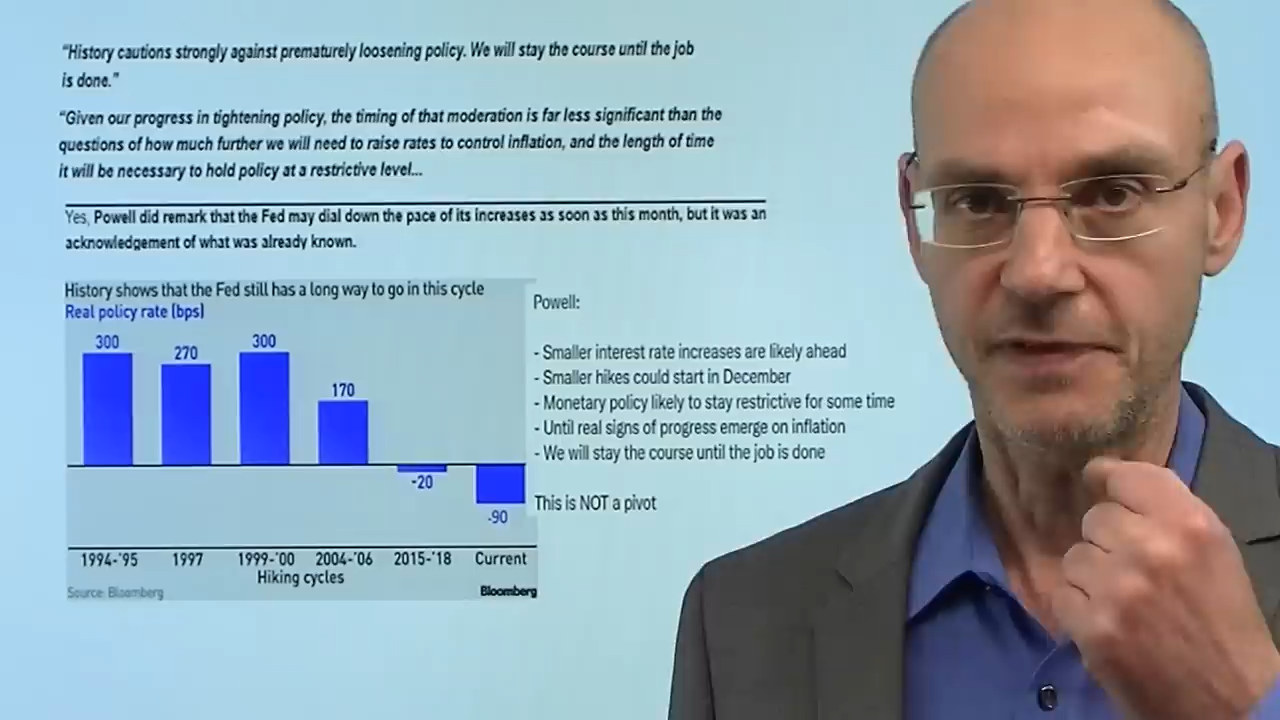 "History cautions strongly against prematurely loosening policy. We will stay the course until the job
is done."
"Given our progress in tightening policy, the timing of that moderation is far less significant than the
questions of how much further we will need to raise rates to control inflation, and the length of time
it will be necessary to hold policy at a restrictive level...
Yes, Powell did remark that the Fed may dial down the pace of its increases as soon as this month, but it was an
acknowledgement of what was already known.
History shows that the Fed still has a long way to go in this cycle
Real policy rate (bps)
300 270 300 170 -20 -90
1994-'95 1997 1999-'00 2004-'06 2015-'18 Current
Hiking cycles
Source: Bloomberg Bloomberg
Powell:
- Smaller interest rate increases are likely ahead
- Smaller hikes could start in December
- Monetary policy likely to stay restrictive for some time
- Until real signs of progress emerge on inflation
- We will stay the course until the job is done
This is NOT a pivot